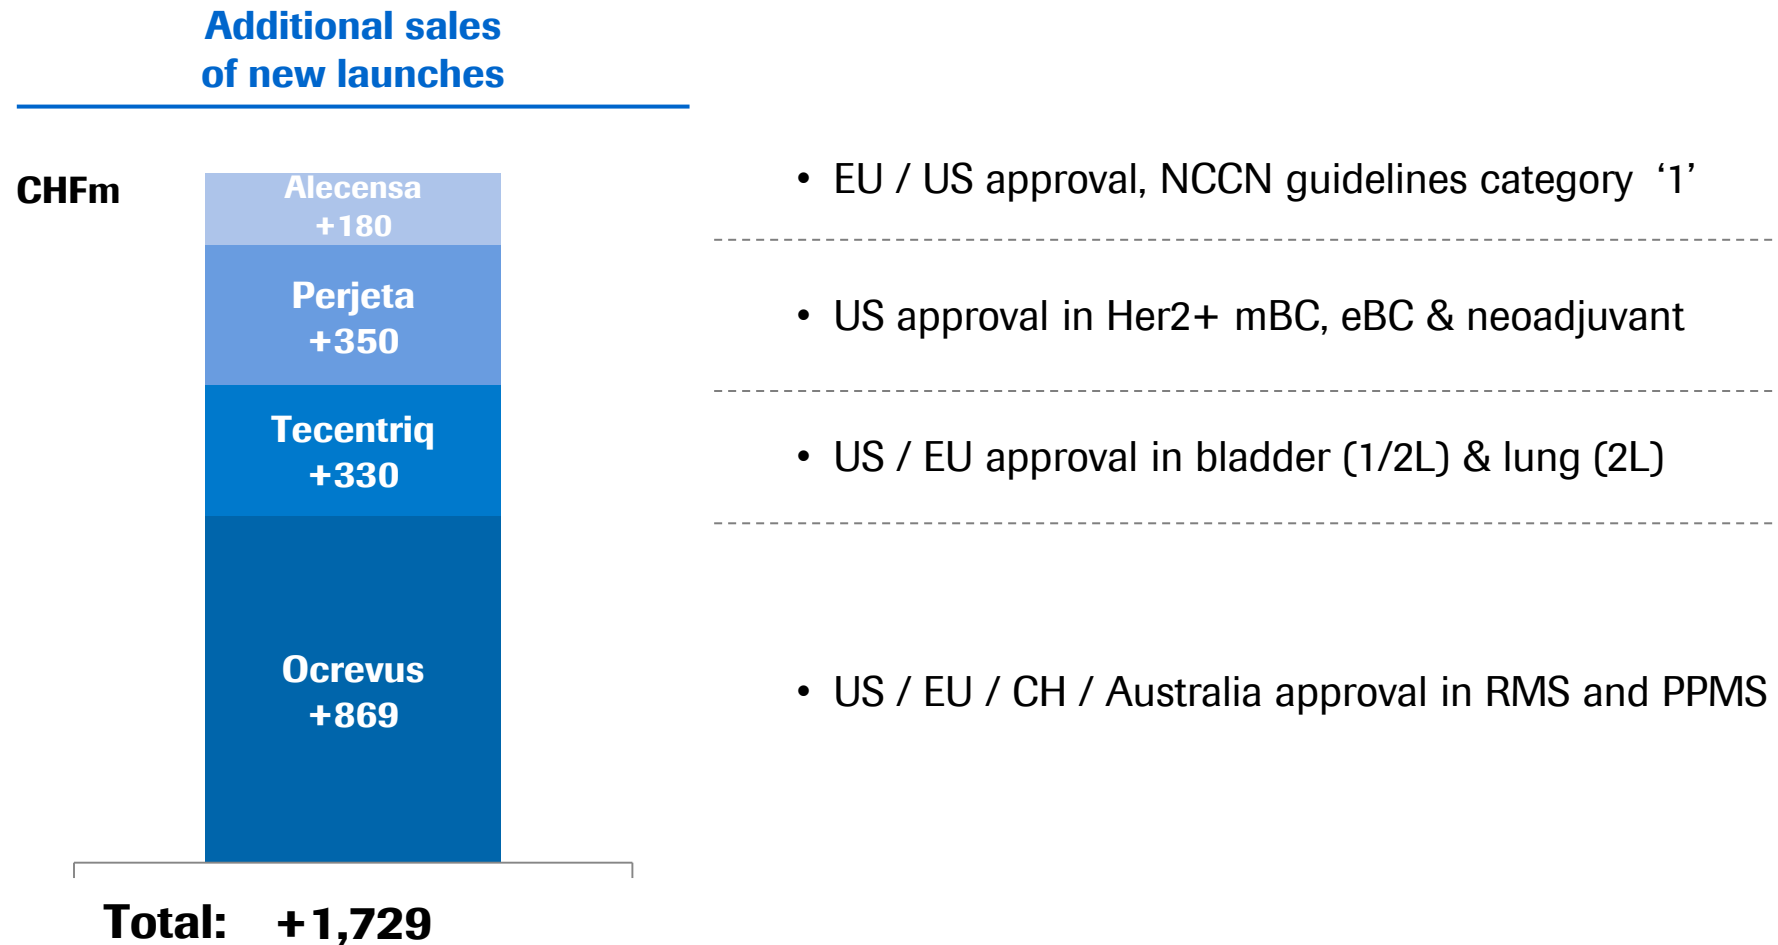 Additional sales
of new launches
CHFm
Alecensa
+180
• EU / US approval, NCCN guidelines category ‘1’
Perjeta
+350
• US approval in Her2+ mBC, eBC & neoadjuvant
Tecentriq
+330
• US / EU approval in bladder (1/2L) & lung (2L)
Ocrevus
+869
• US / EU / CH / Australia approval in RMS and PPMS
Total: +1,729